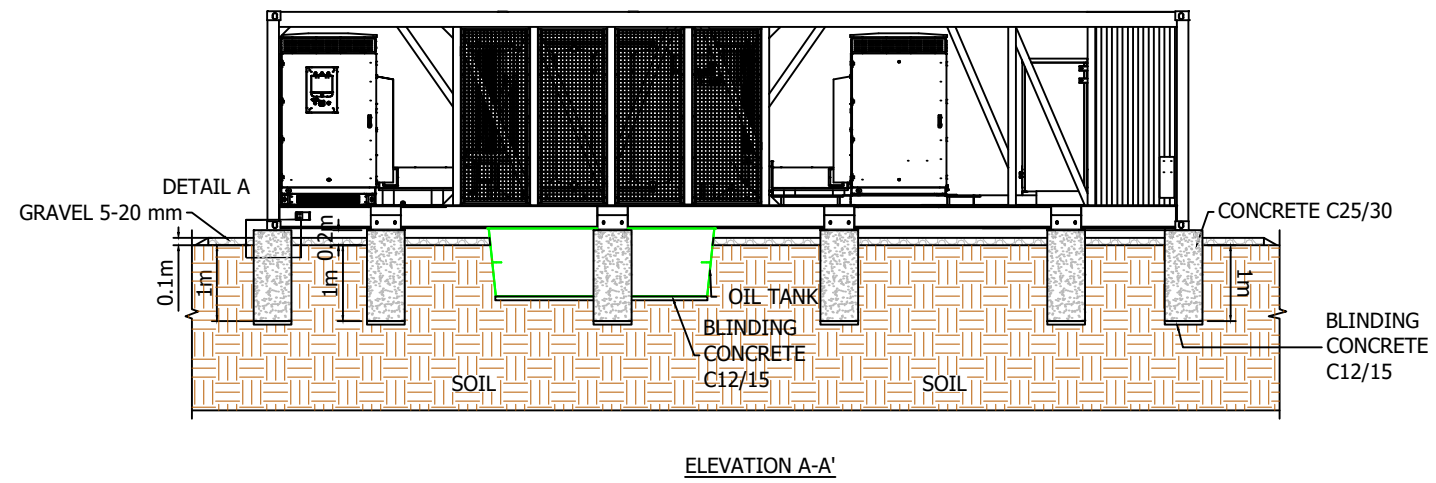 DETAIL A
GRAVEL 5-20 mm
CONCRETE C25/30
0.2m
0.1m
1m
1m
1m
OIL TANK
BLINDING
CONCRETE
C12/15
BLINDING
CONCRETE
C12/15
SOIL
SOIL
ELEVATION A-A'